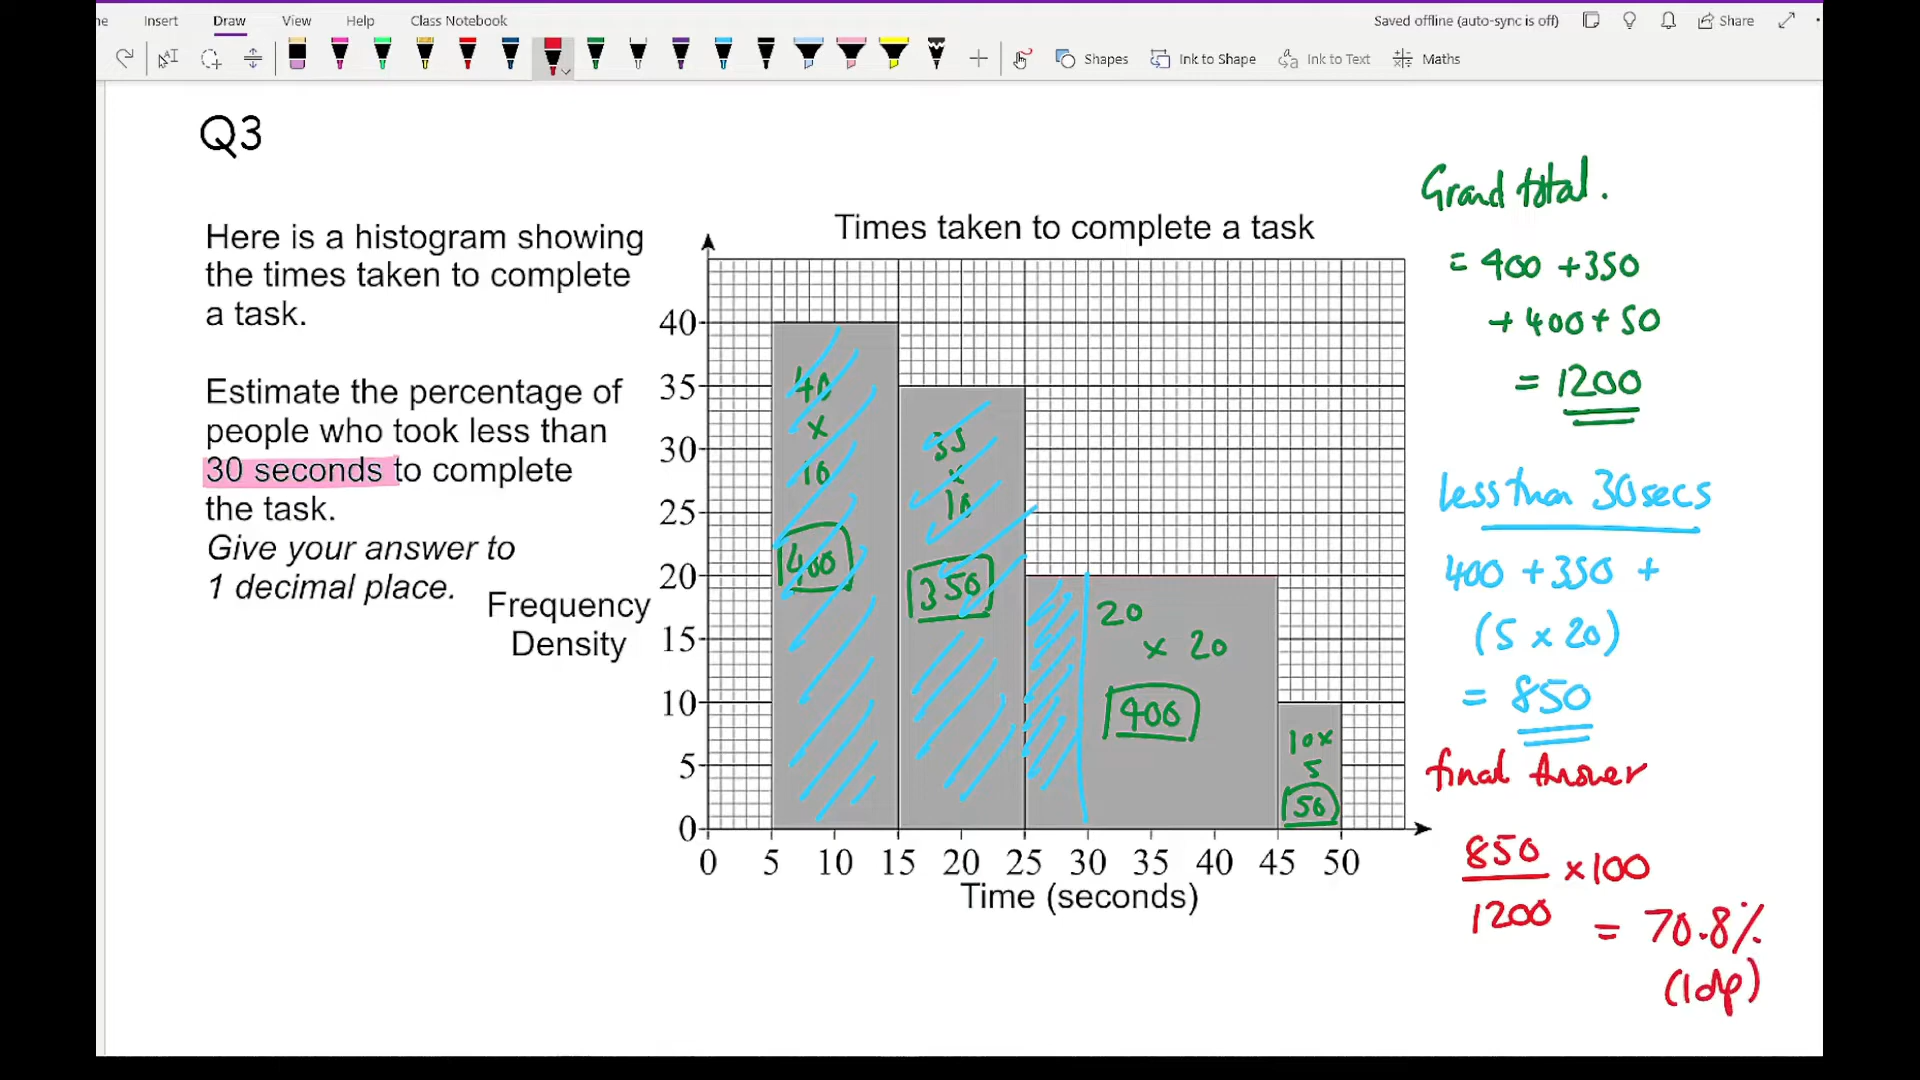 Insert Draw View Help Class Notebook
Saved offline (auto-sync is off) Share
Shapes Ink to Shape Ink to Text Maths
Q3
Here is a histogram showing
the times taken to complete
a task.
Estimate the percentage of
people who took less than
30 seconds to complete
the task.
Give your answer to
1 decimal place.
Times taken to complete a task
Frequency
Density
40
35
30
25
20
15
10
5
0
0 5 10 15 20 25 30 35 40 45 50
Time (seconds)
40
x
10
400
35
x
10
350
20
x 20
400
10x
5
50
Grand total.
= 400 +350
+ 400 + 50
= 1200
less than 30secs
400 + 350 +
(5 x 20)
= 850
final Answer
850
x100
1200
= 70.8%
(1dp)